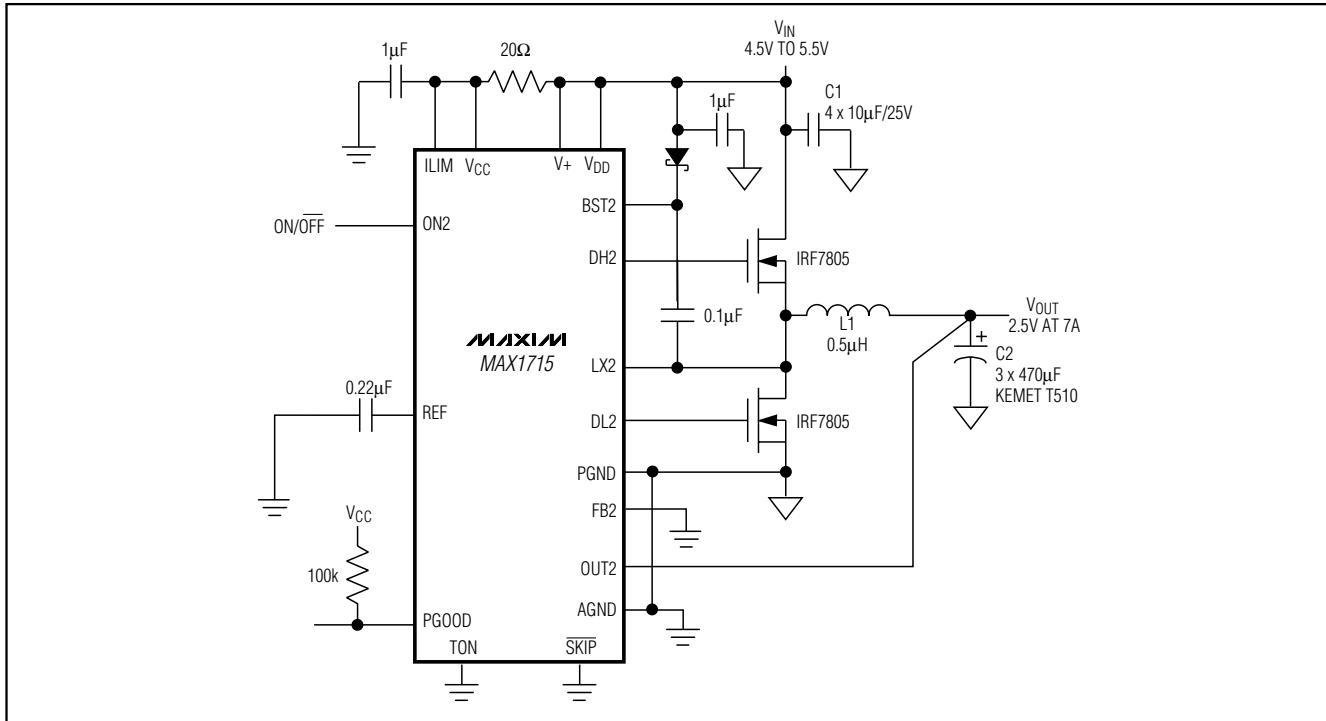 V_IN
4.5V TO 5.5V
1µF
20Ω
1µF
C1
4 x 10µF/25V
ILIM
V_CC
V+
V_DD
BST2
ON/O̅F̅F̅
ON2
DH2
IRF7805
0.1µF
L1
0.5µH
V_OUT
2.5V AT 7A
+
C2
3 x 470µF
KEMET T510
MAXIM
MAX1715
LX2
0.22µF
REF
DL2
IRF7805
PGND
FB2
V_CC
100k
OUT2
AGND
PGOOD
TON
S̅K̅I̅P̅